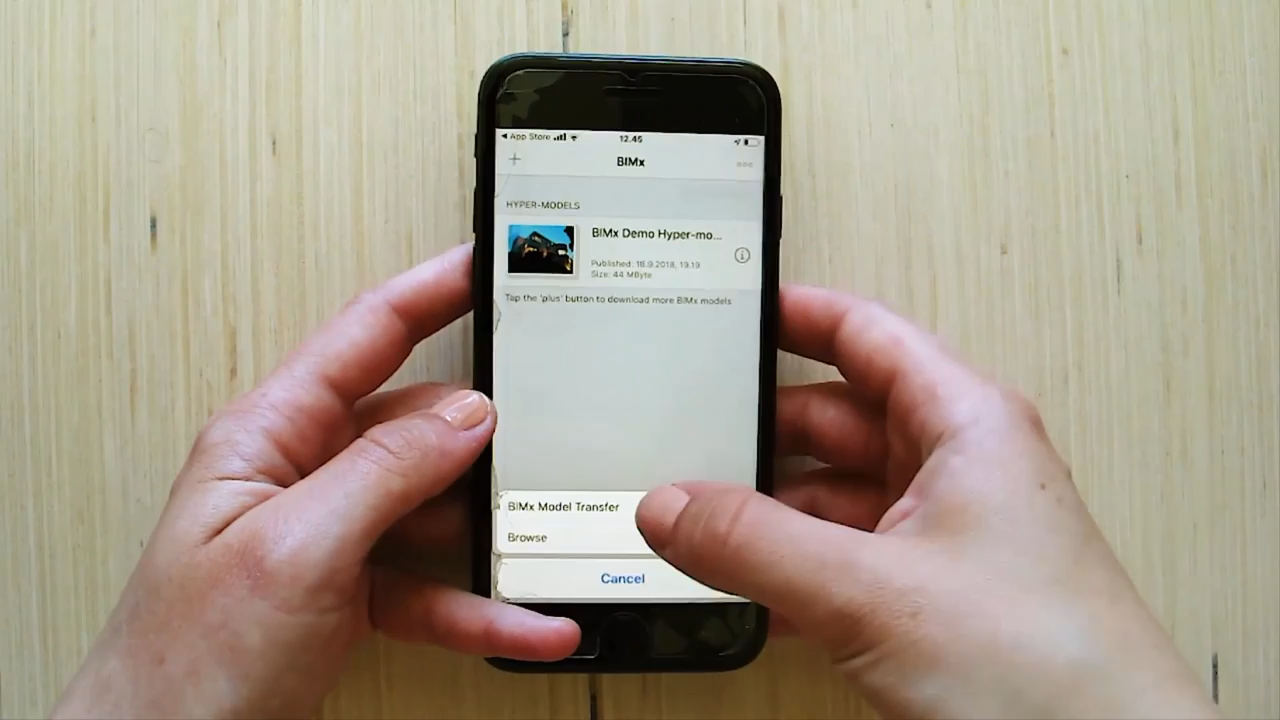 App Store
12.45
BIMx
HYPER-MODELS
BIMx Demo Hyper-mo...
Published: 16.9.2018, 19.19
Size: 44 MByte
Tap the 'plus' button to download more BIMx models
BIMx Model Transfer
Browse
Cancel